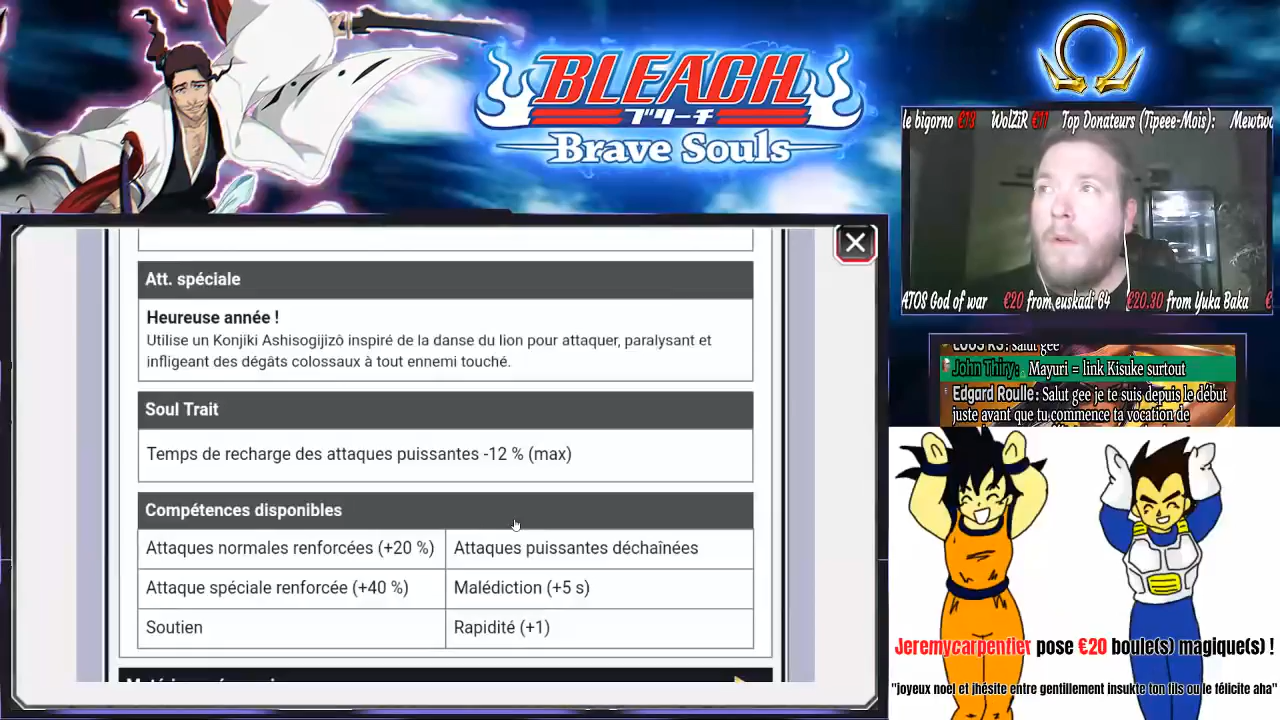 BLEACH
ブリーチ
Brave Souls
le bigorno €13 WolZiR €11 Top Donateurs (Tipeee-Mois): Mewtw
ATOS God of war €20 from euskadi 64 €20.30 from Yuka Baka
Att. spéciale
Heureuse année !
Utilise un Konjiki Ashisogijizô inspiré de la danse du lion pour attaquer, paralysant et
infligeant des dégâts colossaux à tout ennemi touché.
Soul Trait
Temps de recharge des attaques puissantes -12 % (max)
Compétences disponibles
Attaques normales renforcées (+20 %)
Attaques puissantes déchaînées
Attaque spéciale renforcée (+40 %)
Malédiction (+5 s)
Soutien
Rapidité (+1)
salut gee
John Thiry: Mayuri = link Kisuke surtout
Edgard Roulle: Salut gee je te suis depuis le début
juste avant que tu commence ta vocation de
Jeremycarpentier pose €20 boule(s) magique(s) !
"joyeux noel et jhésite entre gentillement insukte ton fils ou le félicite aha"